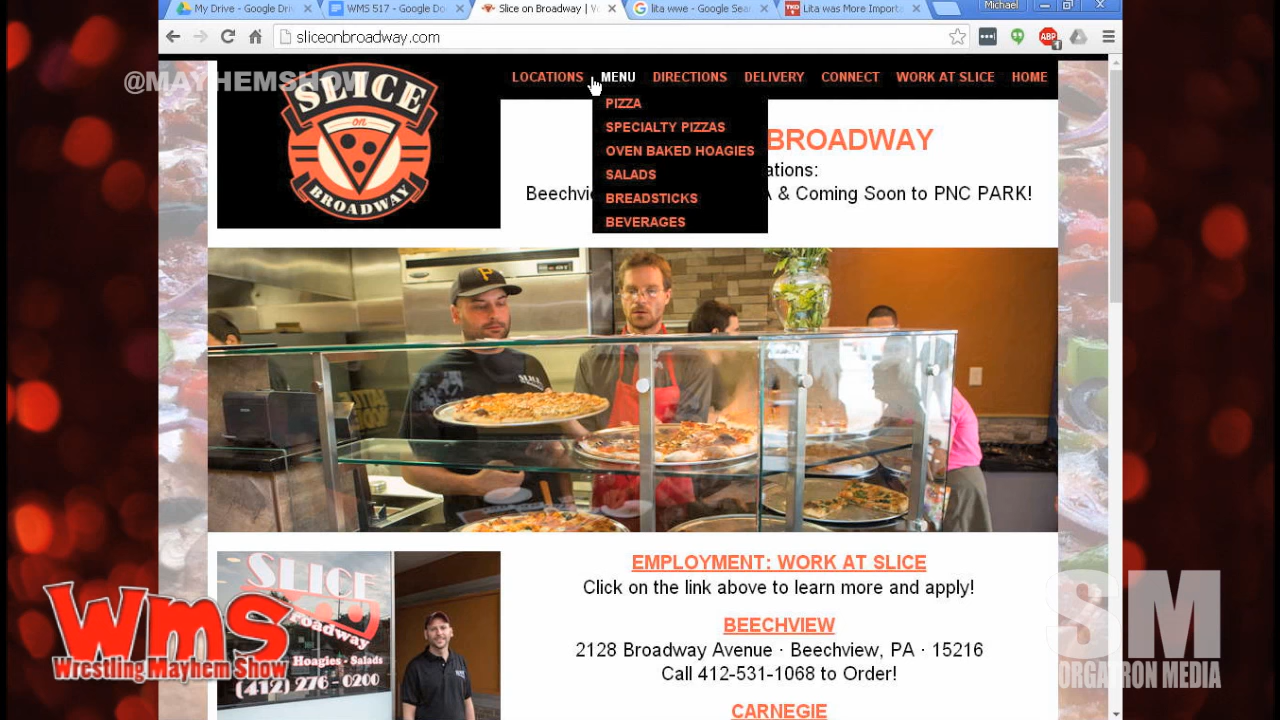 My Drive - Google Dri
WMS 517 - Google Do
Slice on Broadway | V
lita wwe - Google Sea
Lita was More Importa
Michael
sliceonbroadway.com
ABP
@MAYHEMSHOW
SLICE
on
BROADWAY
LOCATIONS
MENU
DIRECTIONS
DELIVERY
CONNECT
WORK AT SLICE
HOME
PIZZA
SPECIALTY PIZZAS
OVEN BAKED HOAGIES
SALADS
BREADSTICKS
BEVERAGES
BROADWAY
ations:
Beechvi
A & Coming Soon to PNC PARK!
P
SLICE
EMPLOYMENT: WORK AT SLICE
Click on the link above to learn more and apply!
BEECHVIEW
2128 Broadway Avenue · Beechview, PA · 15216
Call 412-531-1068 to Order!
CARNEGIE
SLICE
roadway
Hoagies - Salads
(412) 276-0200
WMS
Wrestling Mayhem Show
SM
ORGATRON MEDIA